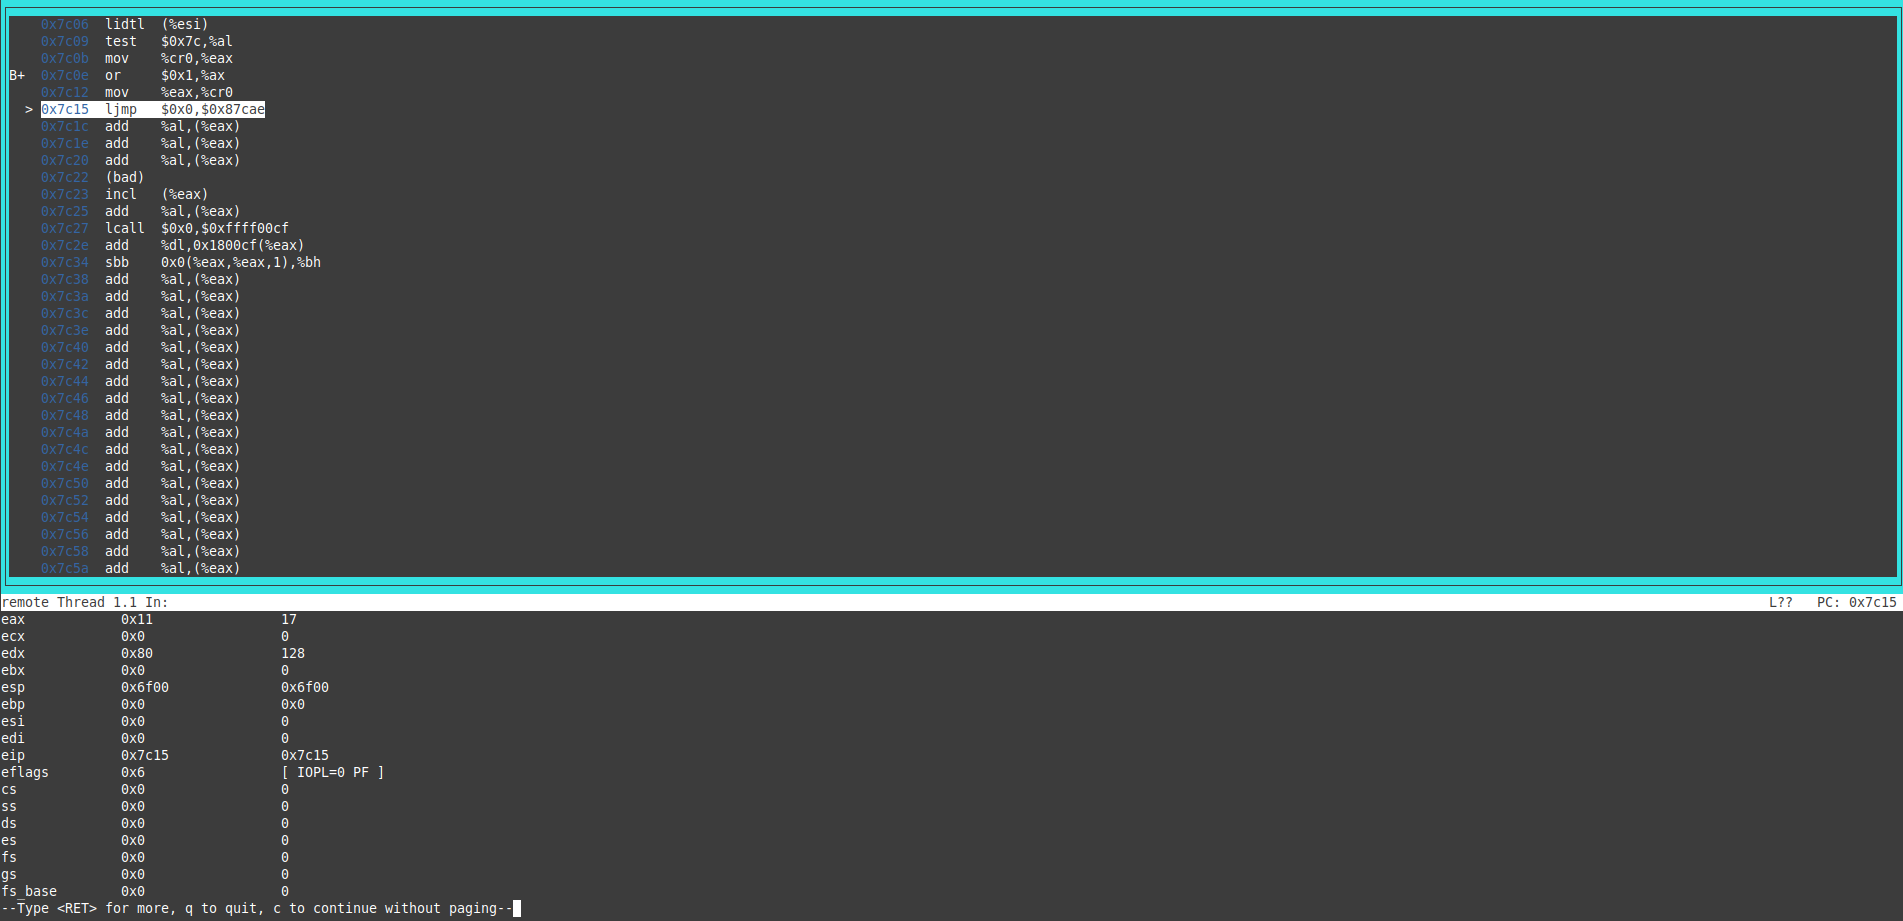 0x7c06 lidtl (%esi)
0x7c09 test $0x7c,%al
0x7c0b mov %cr0,%eax
B+ 0x7c0e or $0x1,%ax
0x7c12 mov %eax,%cr0
> 0x7c15 ljmp $0x0,$0x87cae
0x7c1c add %al,(%eax)
0x7c1e add %al,(%eax)
0x7c20 add %al,(%eax)
0x7c22 (bad)
0x7c23 incl (%eax)
0x7c25 add %al,(%eax)
0x7c27 lcall $0x0,$0xffff00cf
0x7c2e add %dl,0x1800cf(%eax)
0x7c34 sbb 0x0(%eax,%eax,1),%bh
0x7c38 add %al,(%eax)
0x7c3a add %al,(%eax)
0x7c3c add %al,(%eax)
0x7c3e add %al,(%eax)
0x7c40 add %al,(%eax)
0x7c42 add %al,(%eax)
0x7c44 add %al,(%eax)
0x7c46 add %al,(%eax)
0x7c48 add %al,(%eax)
0x7c4a add %al,(%eax)
0x7c4c add %al,(%eax)
0x7c4e add %al,(%eax)
0x7c50 add %al,(%eax)
0x7c52 add %al,(%eax)
0x7c54 add %al,(%eax)
0x7c56 add %al,(%eax)
0x7c58 add %al,(%eax)
0x7c5a add %al,(%eax)
remote Thread 1.1 In: L?? PC: 0x7c15
eax 0x11 17
ecx 0x0 0
edx 0x80 128
ebx 0x0 0
esp 0x6f00 0x6f00
ebp 0x0 0x0
esi 0x0 0
edi 0x0 0
eip 0x7c15 0x7c15
eflags 0x6 [ IOPL=0 PF ]
cs 0x0 0
ss 0x0 0
ds 0x0 0
es 0x0 0
fs 0x0 0
gs 0x0 0
fs_base 0x0 0
--Type <RET> for more, q to quit, c to continue without paging--